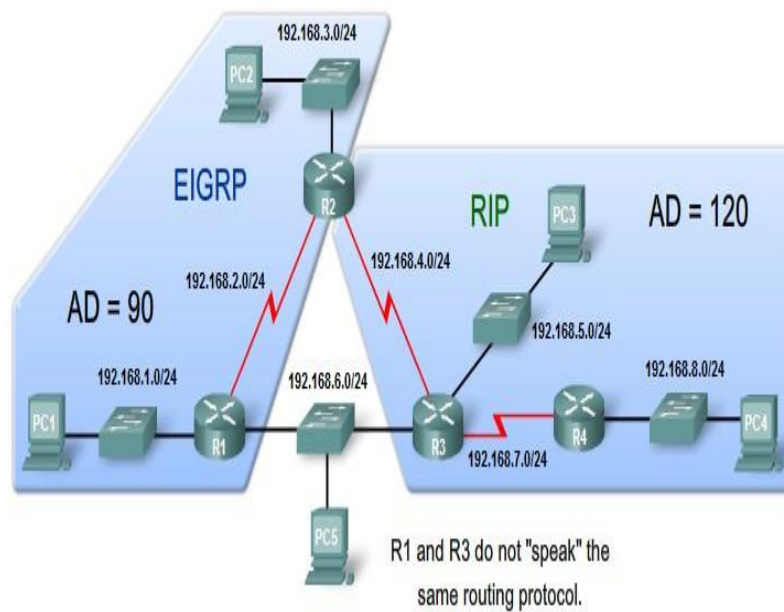 192.168.3.0/24
PC2
EIGRP
R2
RIP
PC3
AD = 120
192.168.2.0/24
192.168.4.0/24
AD = 90
192.168.5.0/24
192.168.1.0/24
192.168.6.0/24
192.168.8.0/24
PC1
R1
R3
R4
PC4
192.168.7.0/24
PC5
R1 and R3 do not "speak" the
same routing protocol.